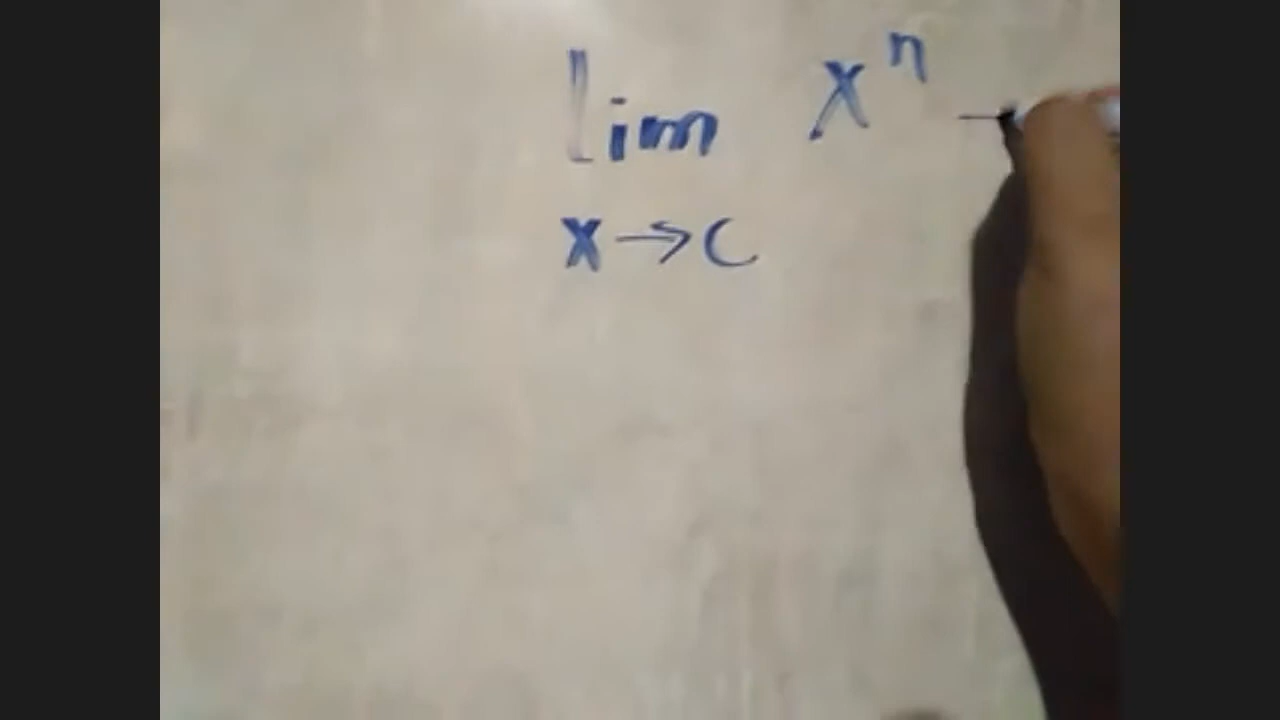 lim xⁿ -
x → c